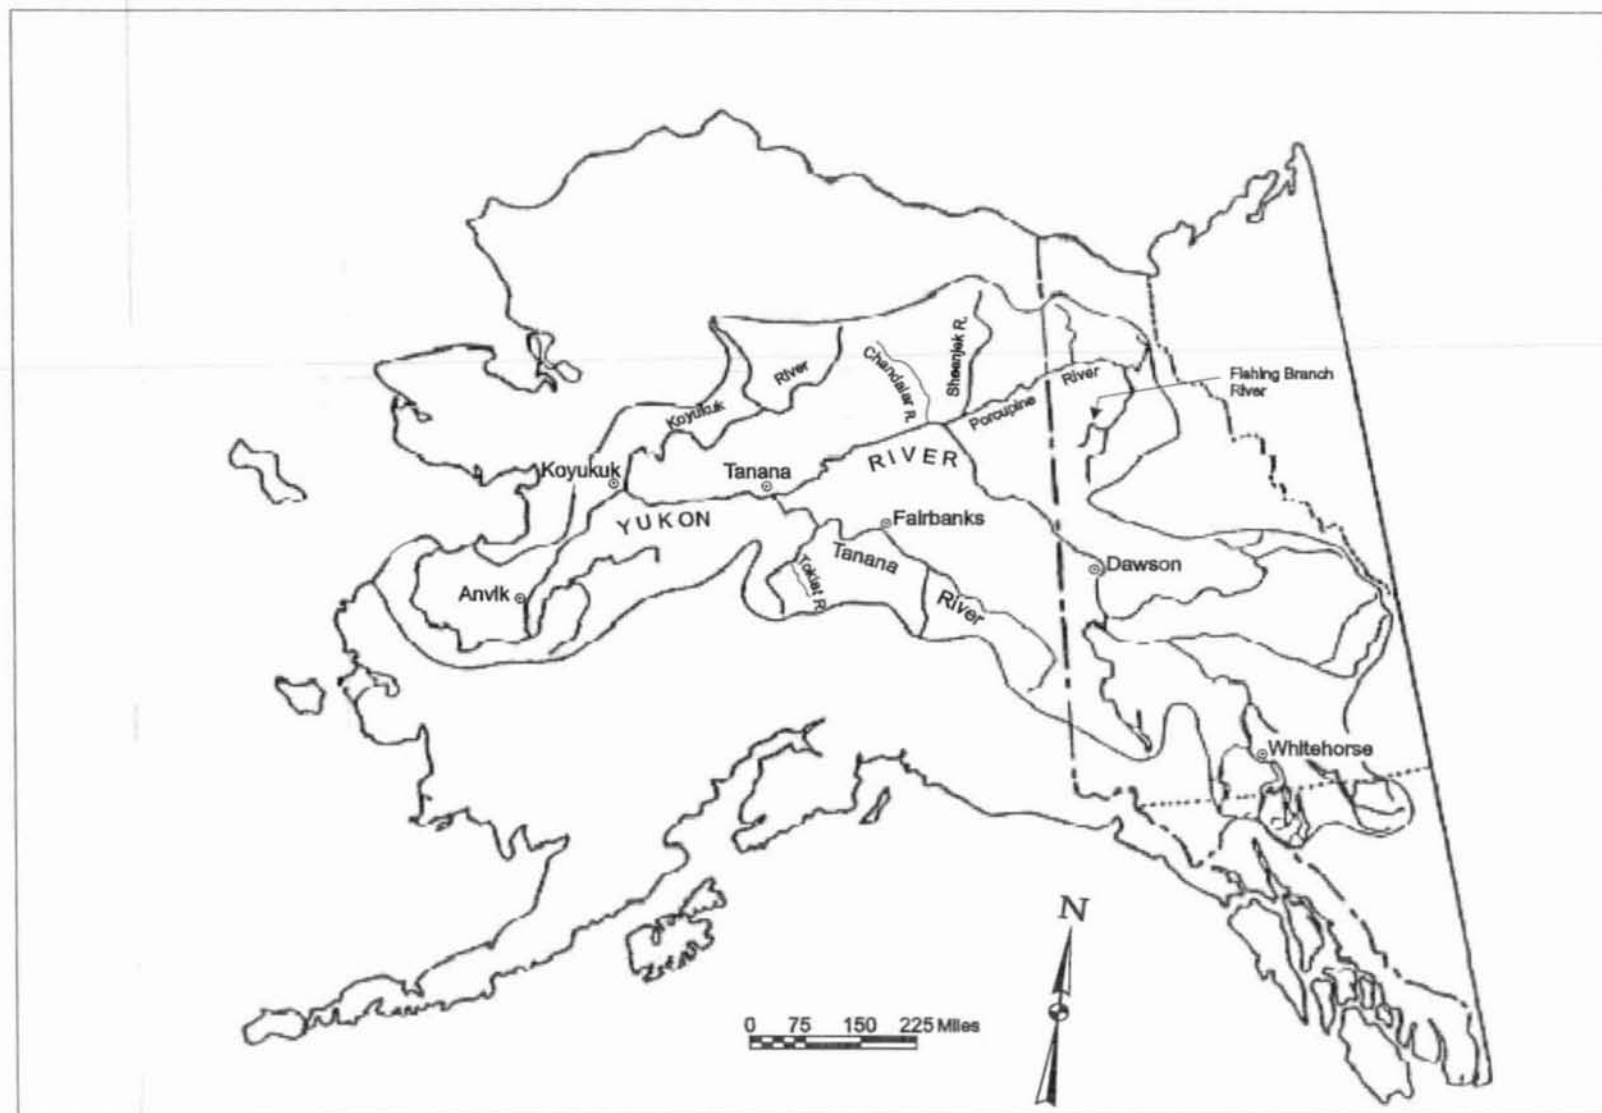 River
Koyukuk
Chandalar R.
Sheenjek R.
Porcupine
River
Fishing Branch
River
Koyukuk
Tanana
RIVER
YUKON
Fairbanks
Tanana
River
Toklat R.
Anvik
Dawson
Whitehorse
N
0 75 150 225 Miles